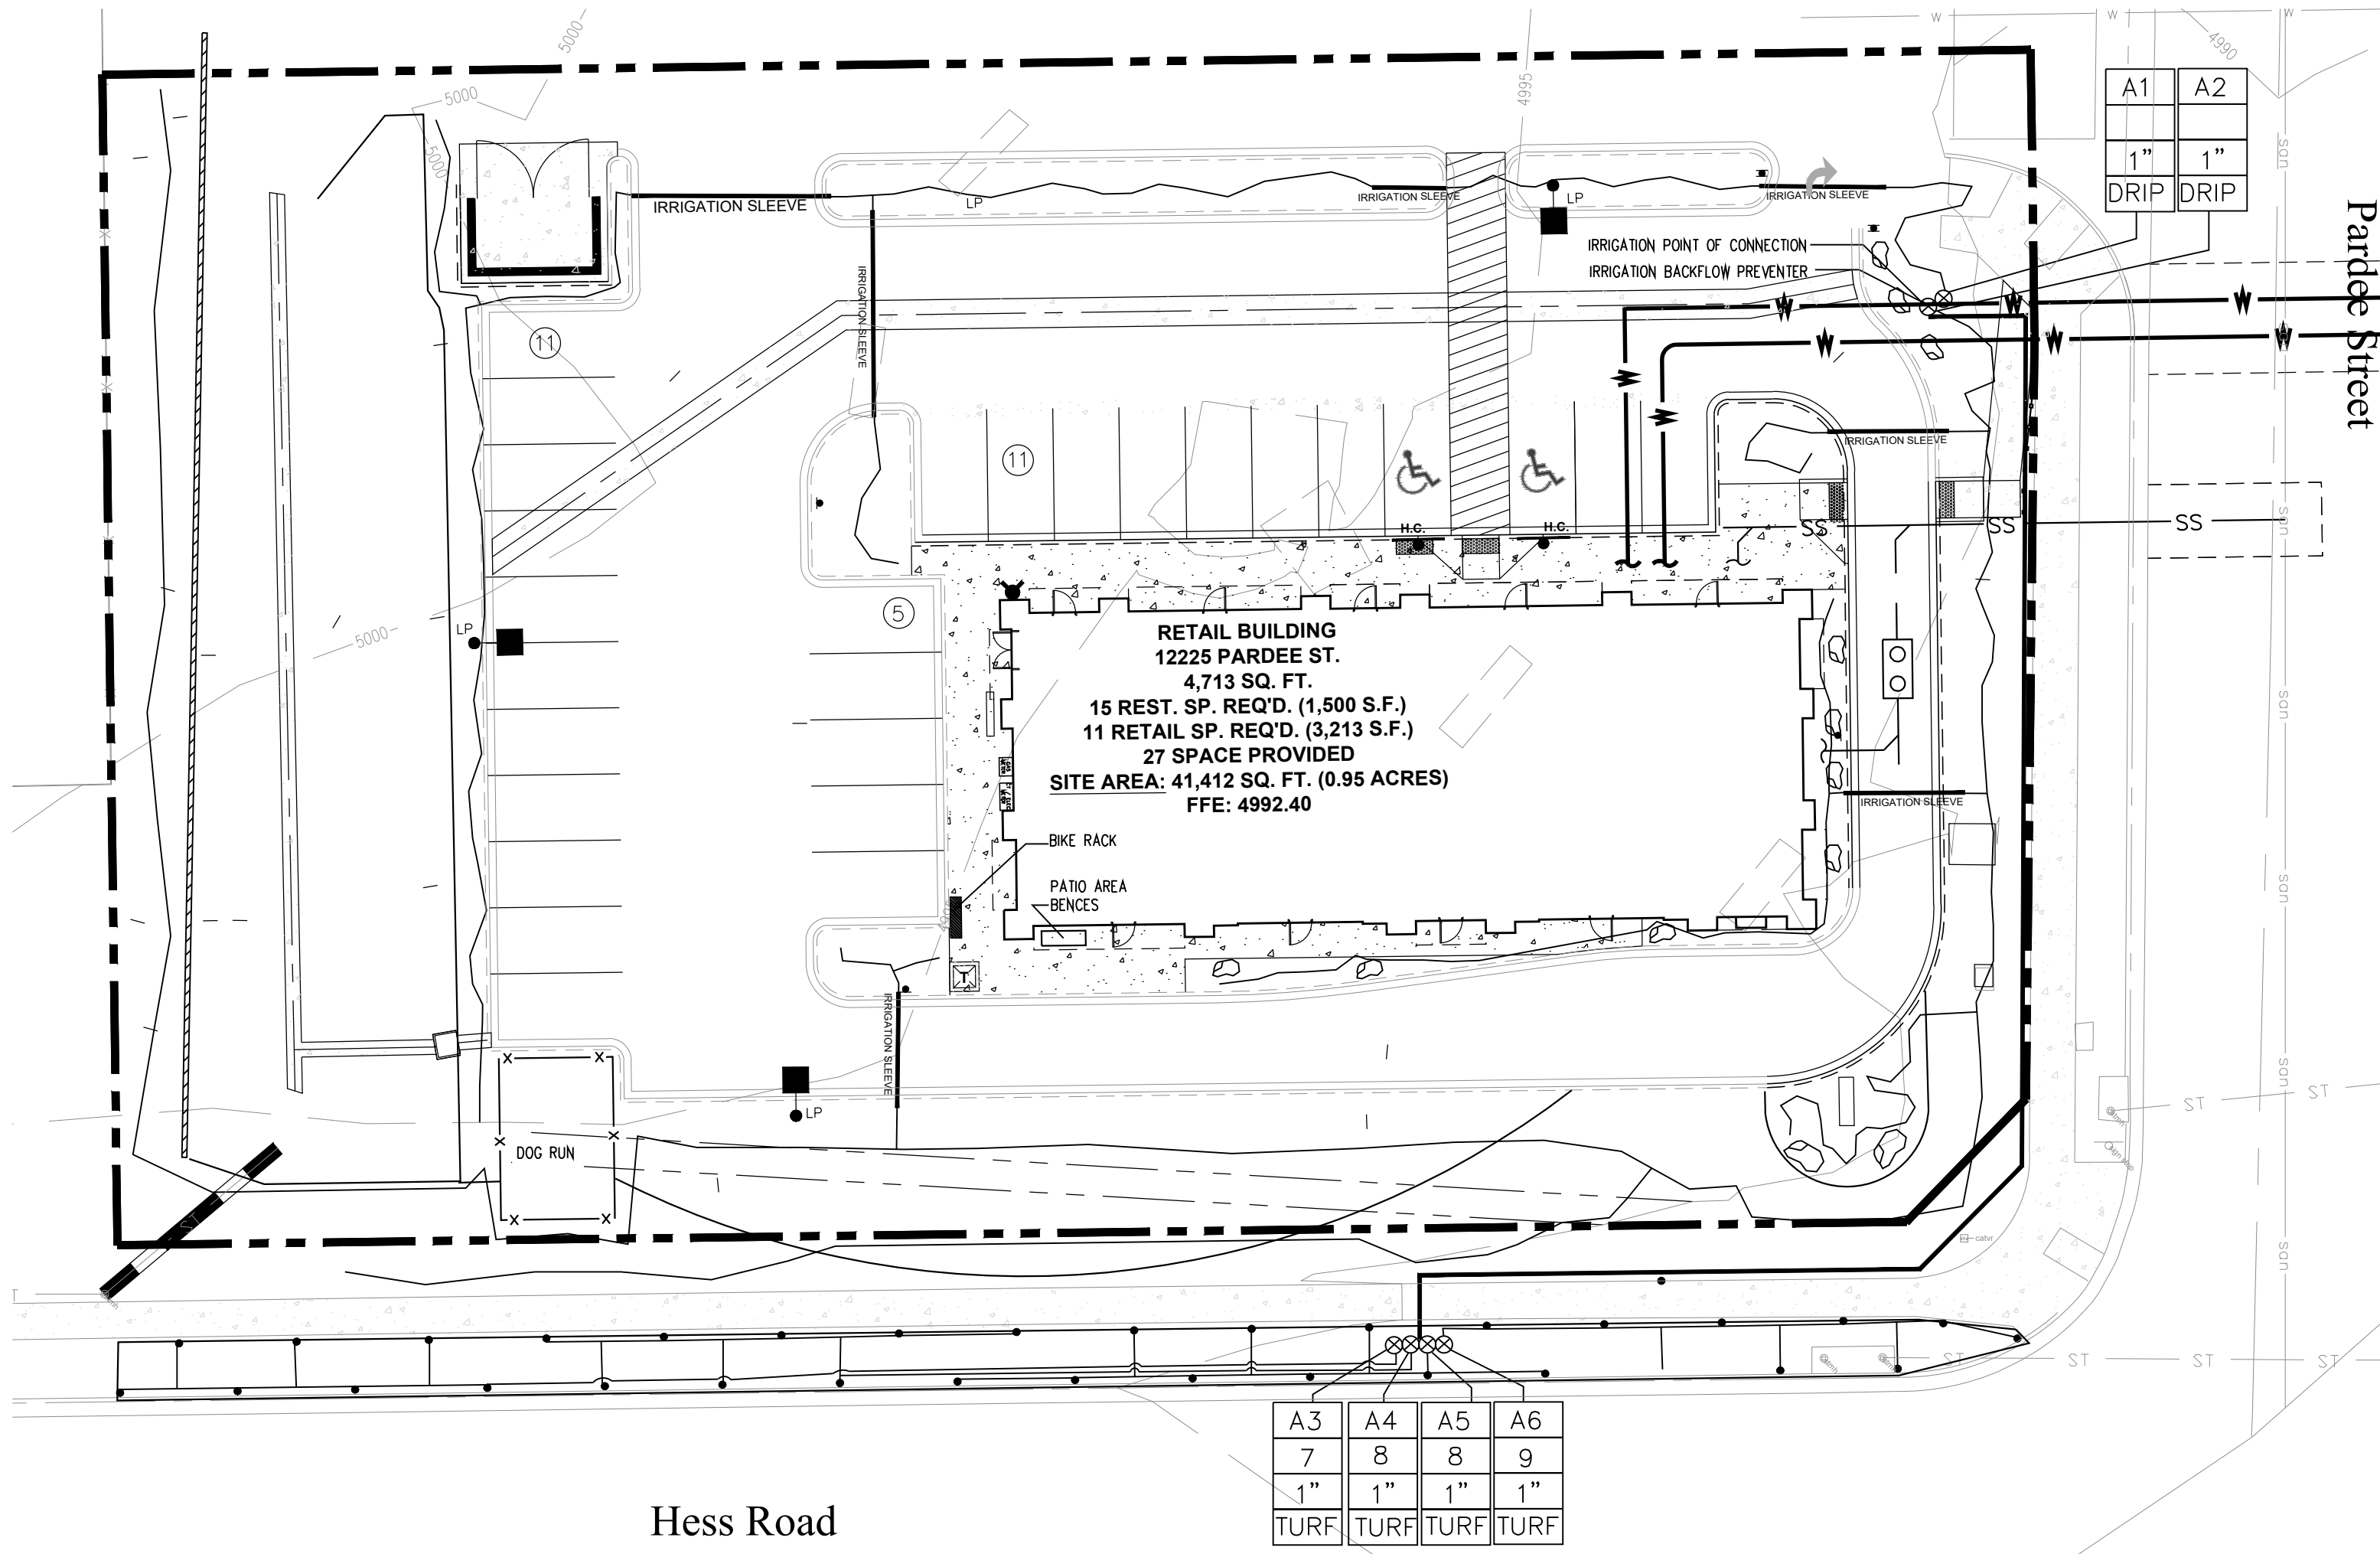 5000
5000
5000
4995
W
W
W
4990
A1
A2
1"
1"
DRIP
DRIP
Pardee Street
LP
LP
IRRIGATION SLEEVE
IRRIGATION SLEEVE
IRRIGATION SLEEVE
IRRIGATION SLEEVE
IRRIGATION POINT OF CONNECTION
IRRIGATION BACKFLOW PREVENTER
W
W
W
W
W
W
W
W
11
11
IRRIGATION SLEEVE
H.C.
H.C.
SS
SS
SS
5
5000
LP
RETAIL BUILDING
12225 PARDEE ST.
4,713 SQ. FT.
15 REST. SP. REQ'D. (1,500 S.F.)
11 RETAIL SP. REQ'D. (3,213 S.F.)
27 SPACE PROVIDED
SITE AREA: 41,412 SQ. FT. (0.95 ACRES)
FFE: 4992.40
IRRIGATION SLEEVE
BIKE RACK
PATIO AREA
BENCES
T
IRRIGATION SLEEVE
LP
X
X
X
X
DOG RUN
X
X
ST
ST
ST
catvr
ST
ST
ST
ST
A3
A4
A5
A6
7
8
8
9
1"
1"
1"
1"
TURF
TURF
TURF
TURF
Hess Road